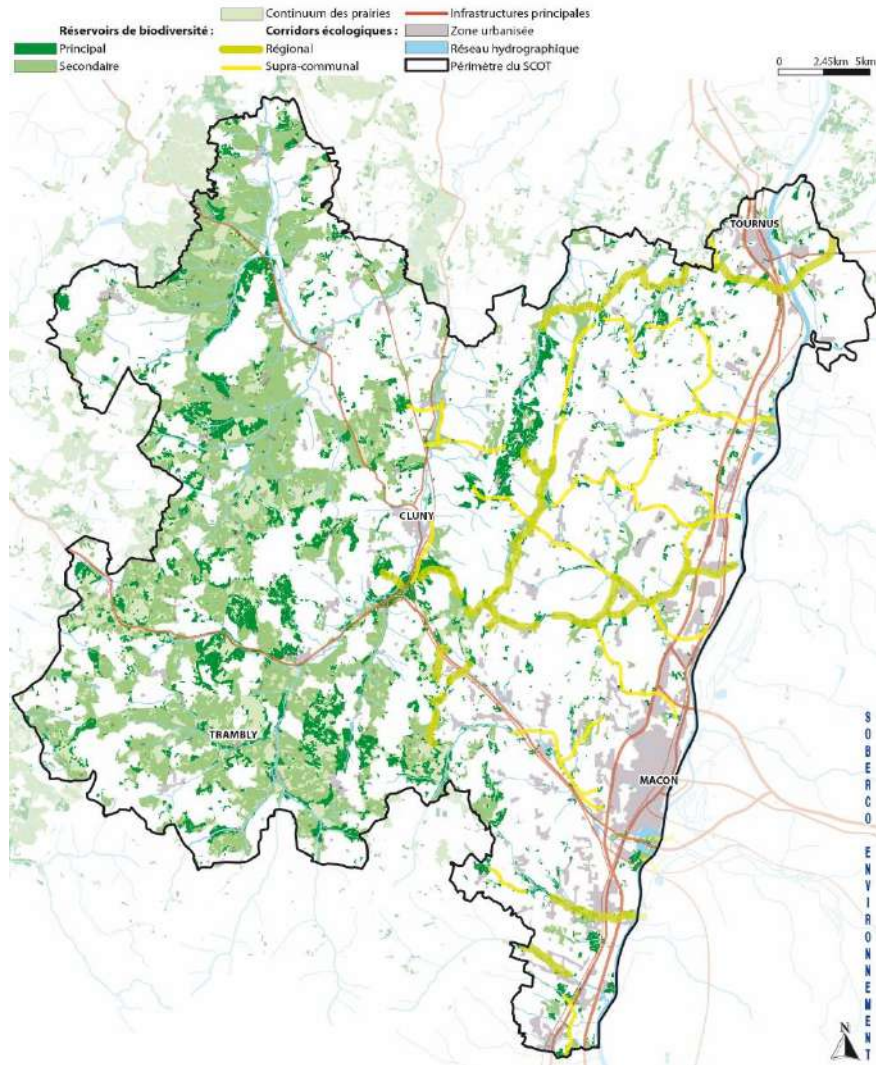 Continuum des prairies
Infrastructures principales
Réservoirs de biodiversité :
Corridors écologiques :
Zone urbanisée
Principal
Régional
Réseau hydrographique
Secondaire
Supra-communal
Périmètre du SCOT
0 2,45km 5km
TOURNUS
CLUNY
TRAMBLY
MACON
SOBERCO ENVIRONNEMENT
N